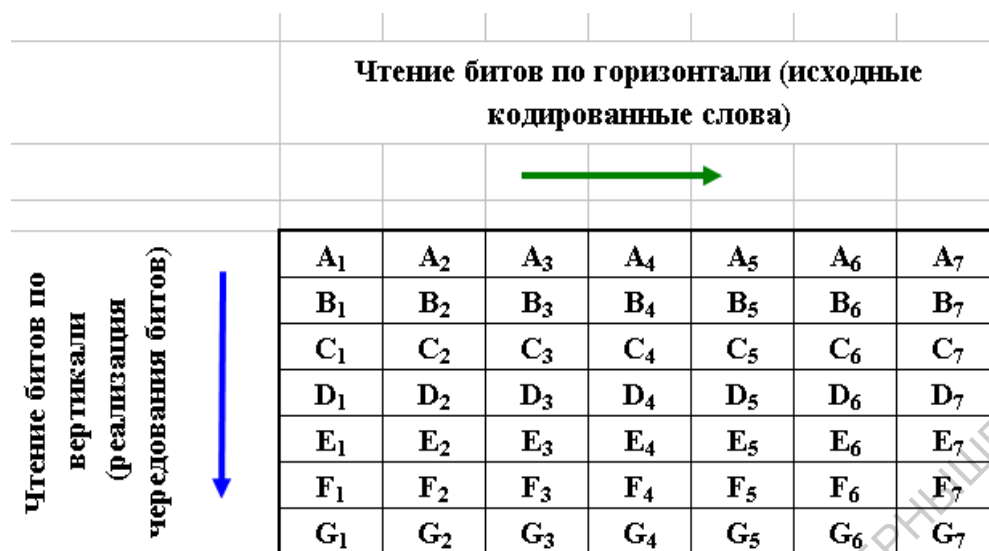 Чтение битов по горизонтали (исходные
кодированные слова)
Чтение битов по
вертикали
(реализация
чередования битов)
A₁ A₂ A₃ A₄ A₅ A₆ A₇
B₁ B₂ B₃ B₄ B₅ B₆ B₇
C₁ C₂ C₃ C₄ C₅ C₆ C₇
D₁ D₂ D₃ D₄ D₅ D₆ D₇
E₁ E₂ E₃ E₄ E₅ E₆ E₇
F₁ F₂ F₃ F₄ F₅ F₆ F₇
G₁ G₂ G₃ G₄ G₅ G₆ G₇